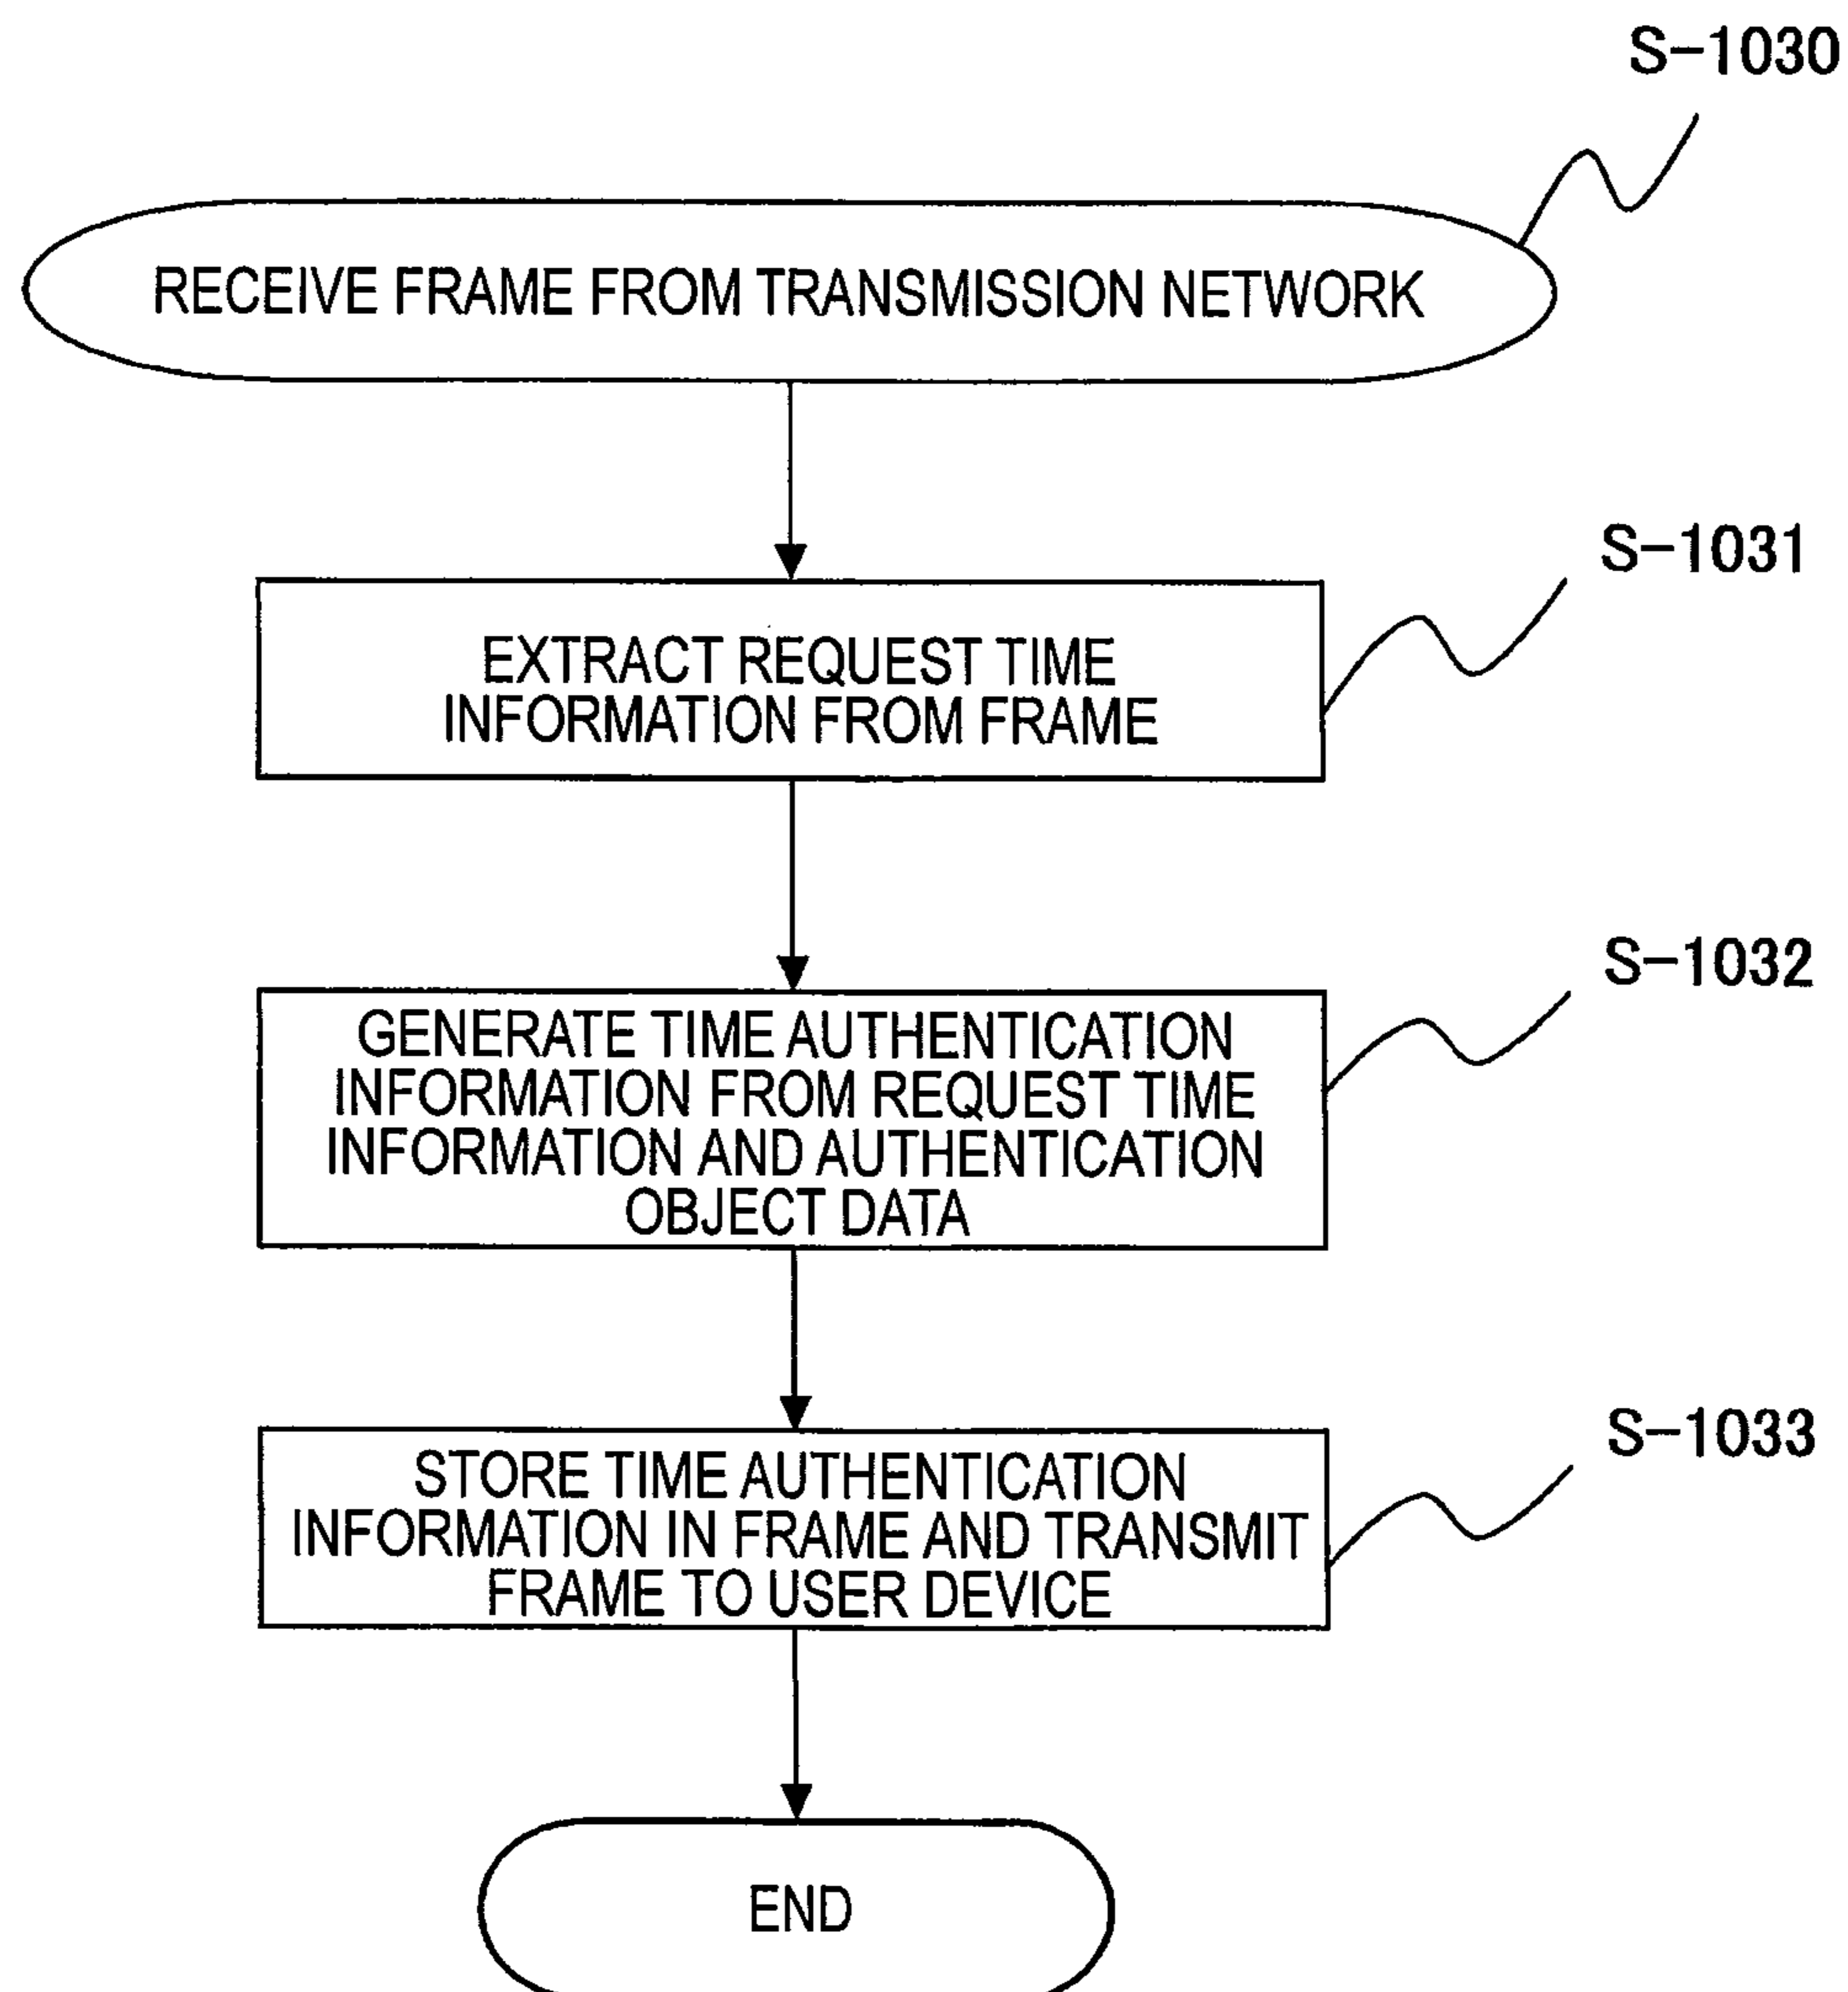 S-1030
RECEIVE FRAME FROM TRANSMISSION NETWORK
S-1031
EXTRACT REQUEST TIME
INFORMATION FROM FRAME
S-1032
GENERATE TIME AUTHENTICATION
INFORMATION FROM REQUEST TIME
INFORMATION AND AUTHENTICATION
OBJECT DATA
S-1033
STORE TIME AUTHENTICATION
INFORMATION IN FRAME AND TRANSMIT
FRAME TO USER DEVICE
END